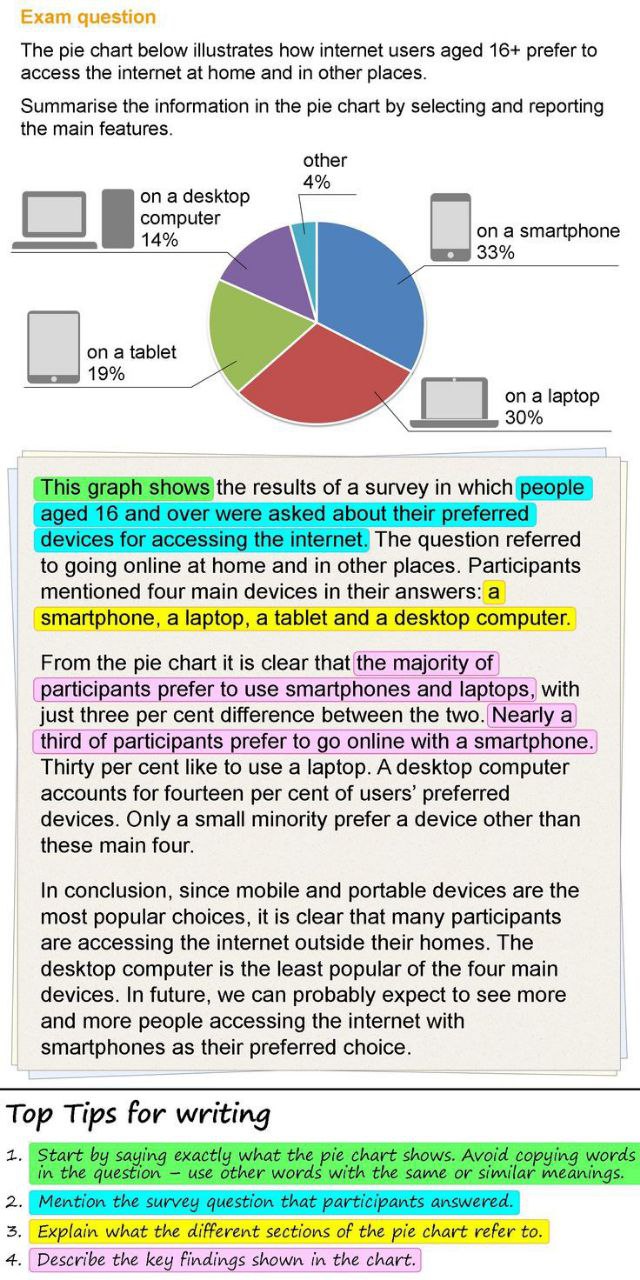 Exam question
The pie chart below illustrates how internet users aged 16+ prefer to
access the internet at home and in other places.
Summarise the information in the pie chart by selecting and reporting
the main features.
other
4%
on a desktop
computer
14%
on a smartphone
33%
on a tablet
19%
on a laptop
30%
This graph shows the results of a survey in which people
aged 16 and over were asked about their preferred
devices for accessing the internet. The question referred
to going online at home and in other places. Participants
mentioned four main devices in their answers: a
smartphone, a laptop, a tablet and a desktop computer.
From the pie chart it is clear that the majority of
participants prefer to use smartphones and laptops, with
just three per cent difference between the two. Nearly a
third of participants prefer to go online with a smartphone.
Thirty per cent like to use a laptop. A desktop computer
accounts for fourteen per cent of users' preferred
devices. Only a small minority prefer a device other than
these main four.
In conclusion, since mobile and portable devices are the
most popular choices, it is clear that many participants
are accessing the internet outside their homes. The
desktop computer is the least popular of the four main
devices. In future, we can probably expect to see more
and more people accessing the internet with
smartphones as their preferred choice.
Top Tips for writing
1. Start by saying exactly what the pie chart shows. Avoid copying words
in the question – use other words with the same or similar meanings.
2. Mention the survey question that participants answered.
3. Explain what the different sections of the pie chart refer to.
4. Describe the key findings shown in the chart.